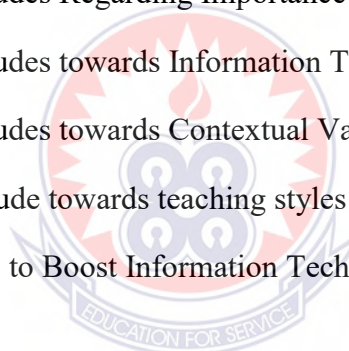 udes Regarding Importance
udes towards Information T
udes towards Contextual Va
ude towards teaching styles
to Boost Information Tech
EDUCATION FOR SERVICE